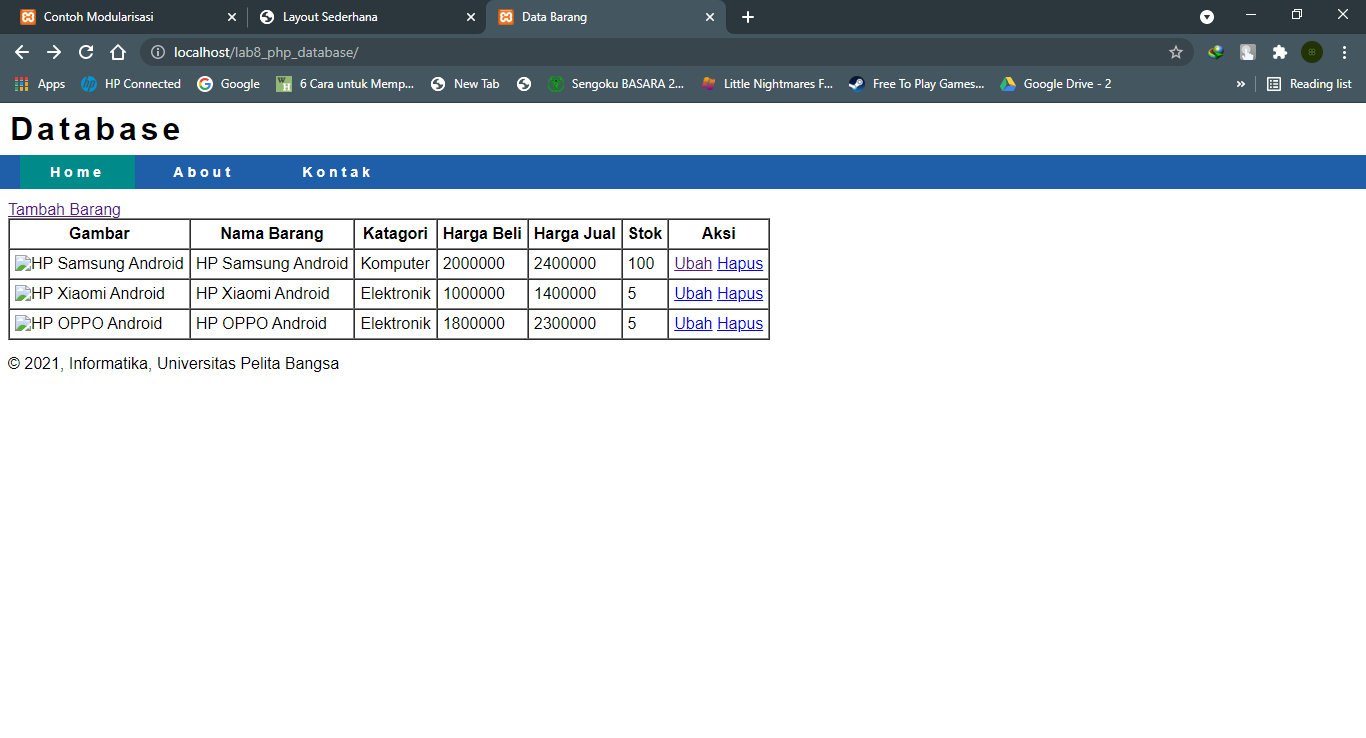 Contoh Modularisasi Layout Sederhana Data Barang
localhost/lab8_php_database/
Apps HP Connected Google 6 Cara untuk Memp... New Tab Sengoku BASARA 2... Little Nightmares F... Free To Play Games... Google Drive - 2 » Reading list
Database
Home About Kontak
Tambah Barang
Gambar Nama Barang Katagori Harga Beli Harga Jual Stok Aksi
HP Samsung Android HP Samsung Android Komputer 2000000 2400000 100 Ubah Hapus
HP Xiaomi Android HP Xiaomi Android Elektronik 1000000 1400000 5 Ubah Hapus
HP OPPO Android HP OPPO Android Elektronik 1800000 2300000 5 Ubah Hapus
© 2021, Informatika, Universitas Pelita Bangsa